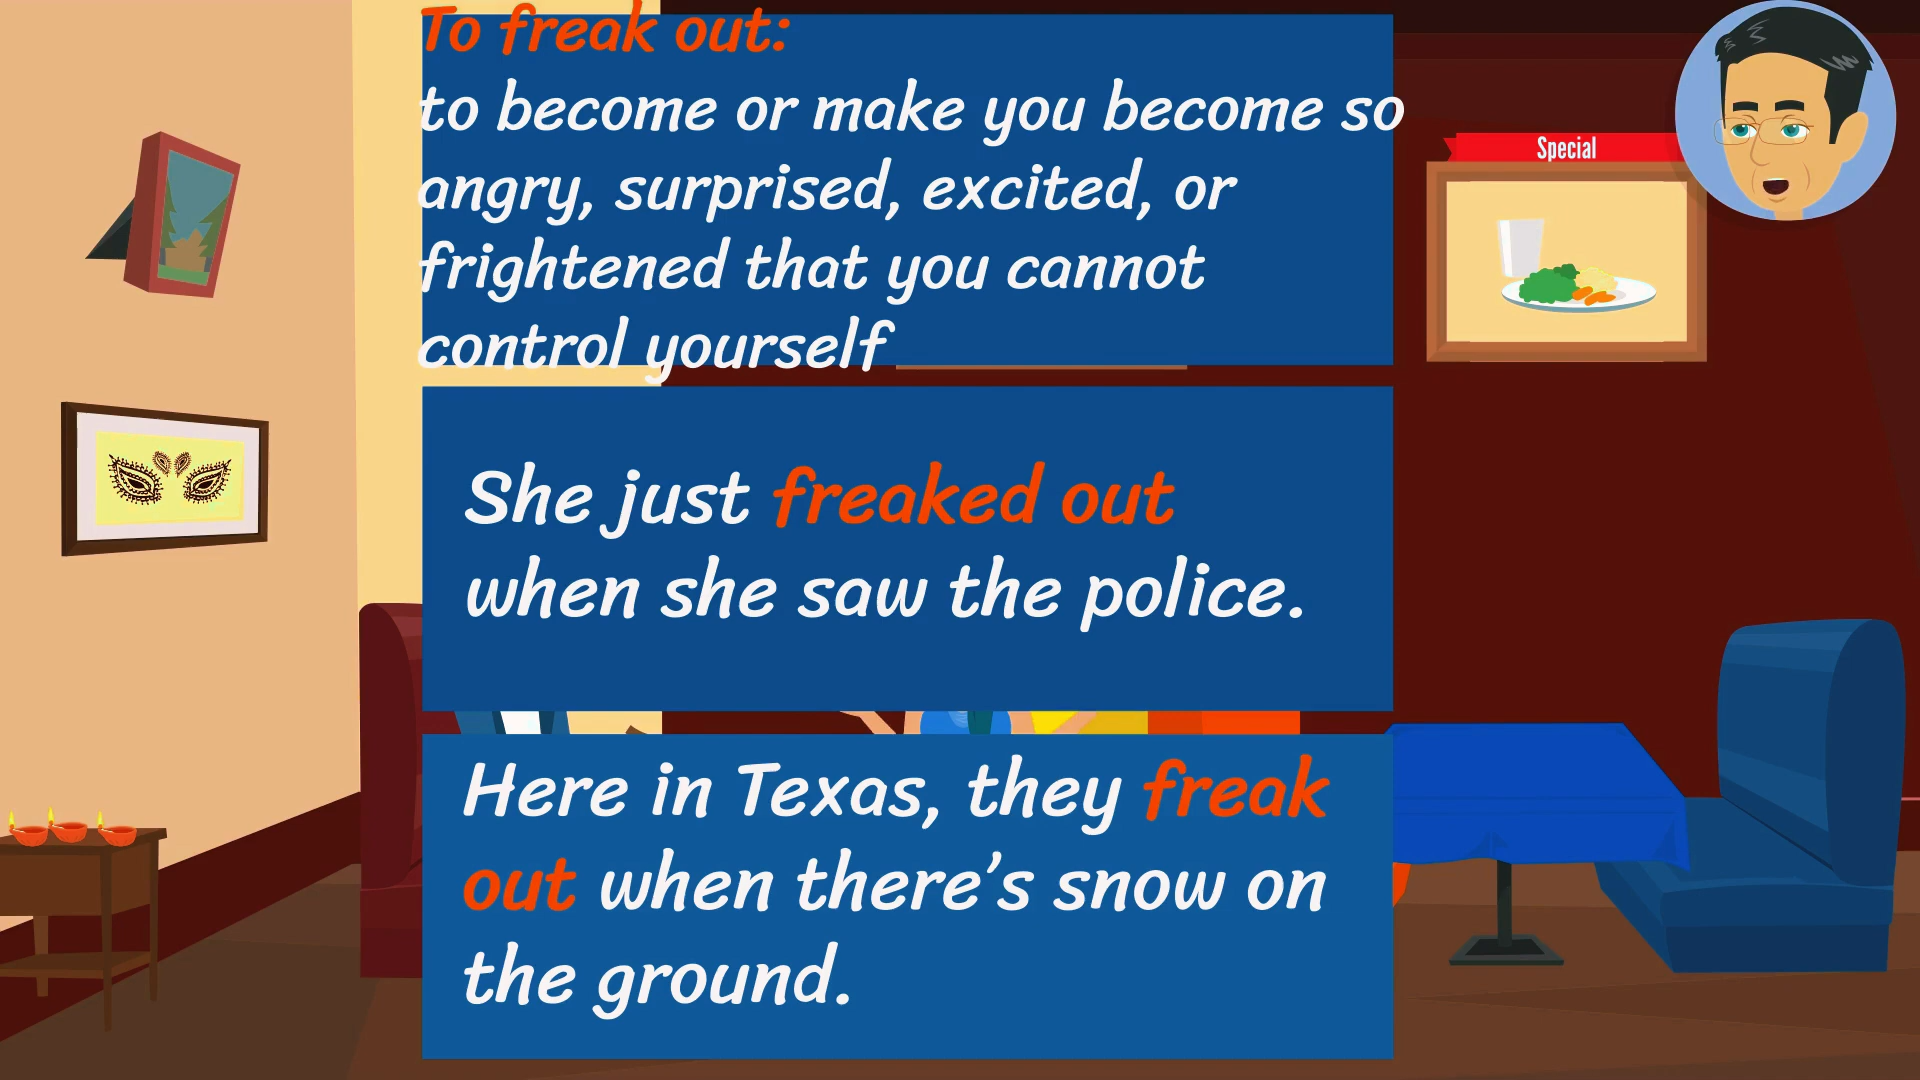 To freak out:
to become or make you become so
angry, surprised, excited, or
frightened that you cannot
control yourself
Special
She just freaked out
when she saw the police.
Here in Texas, they freak
out when there’s snow on
the ground.